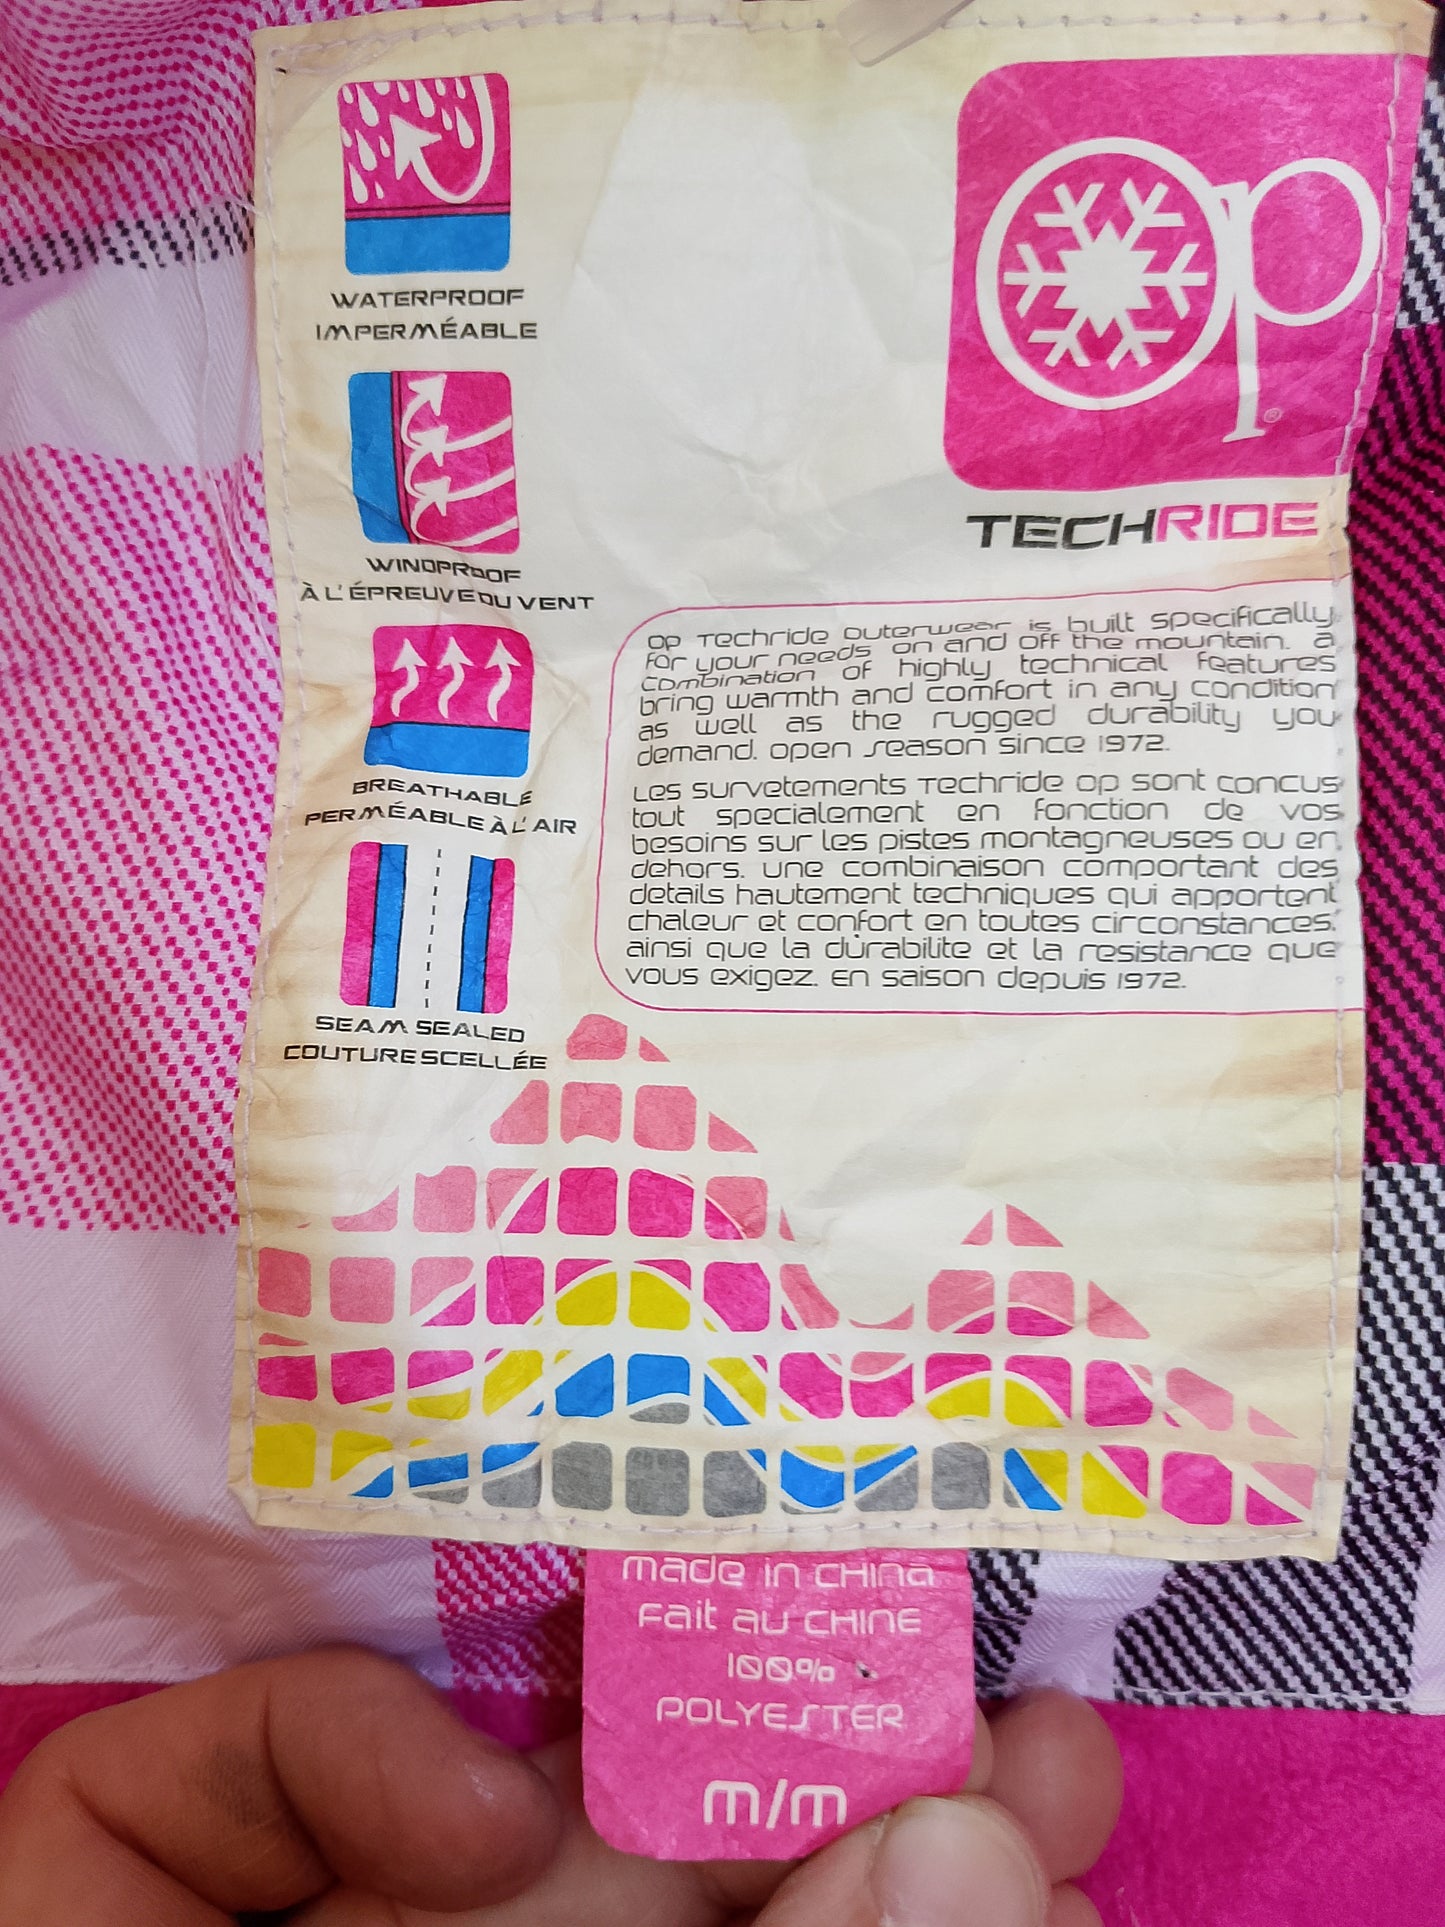 WATERPROOF
IMPERMÉABLE
WINDPROOF
À L'ÉPREUVE DU VENT
BREATHABLE
PERMÉABLE À L'AIR
SEAM SEALED
COUTURE SCELLÉE
op
®
TECHRIDE
op Techride outerwear is built specifically
for your needs on and off the mountain. a
combination of highly technical features
bring warmth and comfort in any condition
as well as the rugged durability you
demand. open season since 1972.
Les survetements Techride op sont concus
tout specialement en fonction de vos
besoins sur les pistes montagneuses ou en
dehors. une combinaison comportant des
details hautement techniques qui apportent
chaleur et confort en toutes circonstances.
ainsi que la durabilite et la resistance que
vous exigez. En saison depuis 1972.
made in CHINA
Fait au CHINE
100%
POLYESTER
m/m